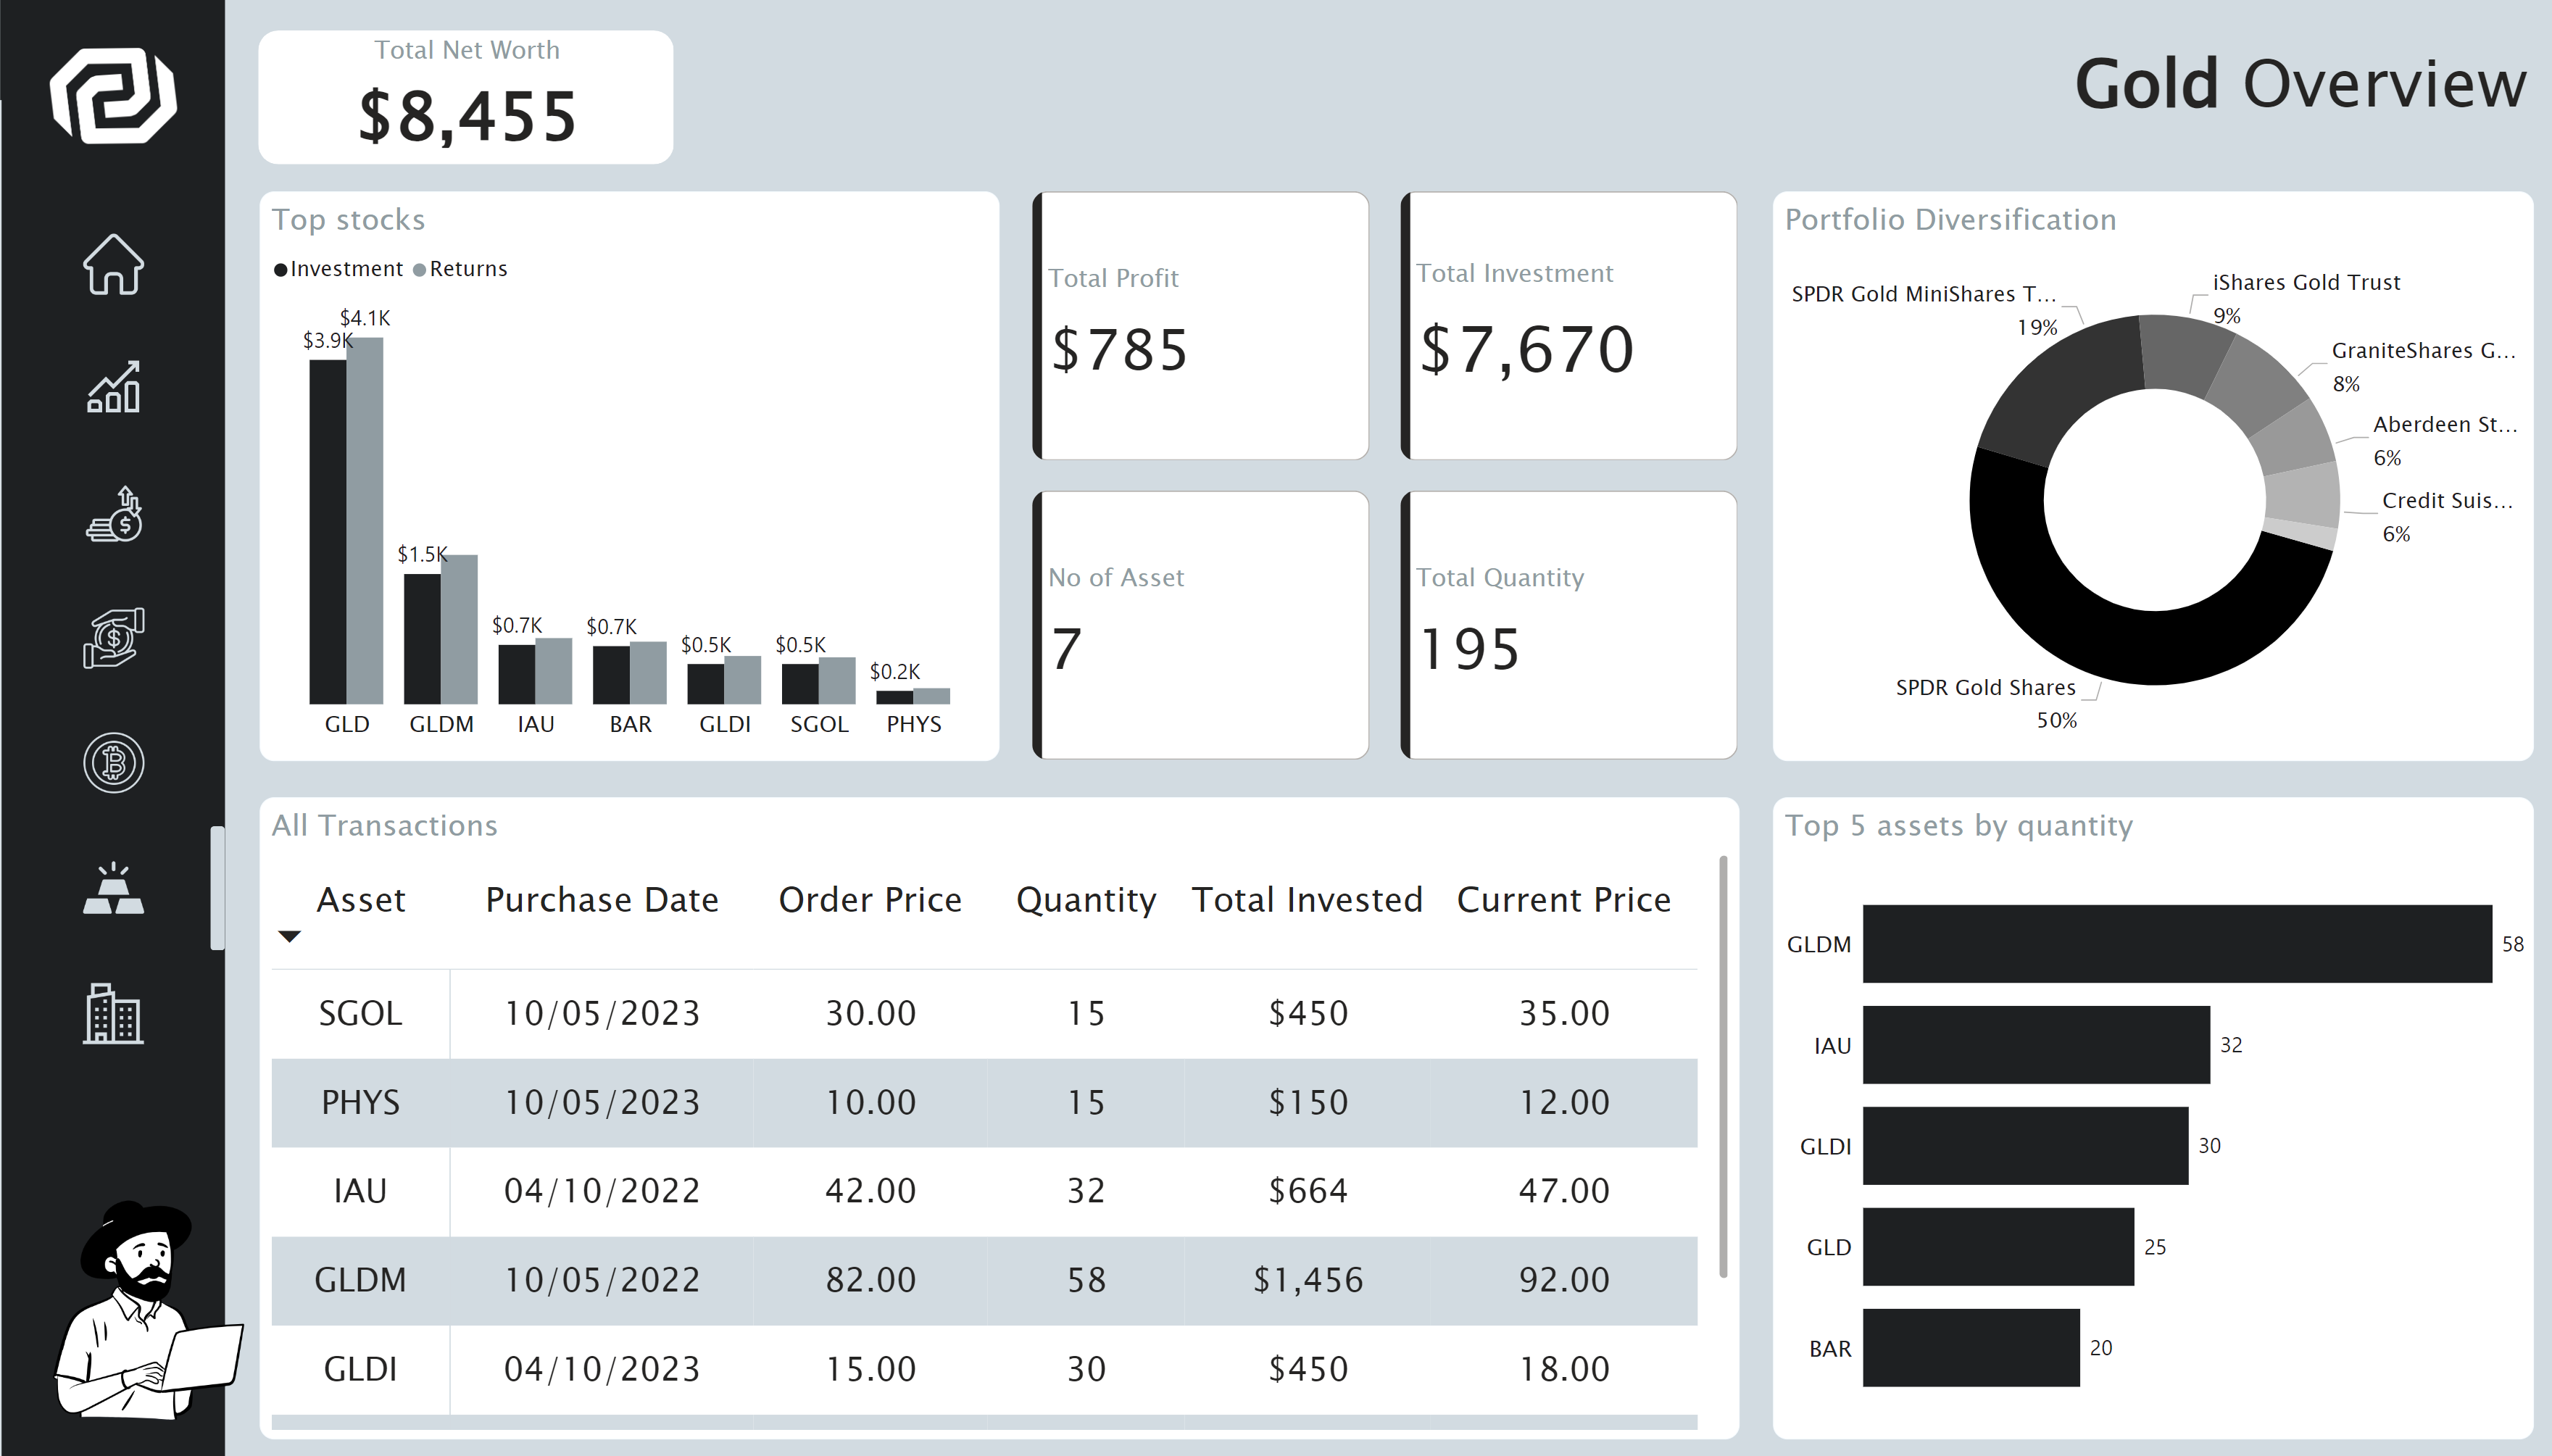 Total Net Worth
$8,455
Gold Overview
Top stocks
Investment Returns
$4.1K
$3.9K
$1.5K
$0.7K
$0.7K
$0.5K
$0.5K
$0.2K
GLD GLDM IAU BAR GLDI SGOL PHYS
Total Profit
$785
Total Investment
$7,670
No of Asset
7
Total Quantity
195
Portfolio Diversification
iShares Gold Trust
9%
SPDR Gold MiniShares T...
19%
GraniteShares G...
8%
Aberdeen St...
6%
Credit Suis...
6%
SPDR Gold Shares
50%
All Transactions
Asset Purchase Date Order Price Quantity Total Invested Current Price
SGOL 10/05/2023 30.00 15 $450 35.00
PHYS 10/05/2023 10.00 15 $150 12.00
IAU 04/10/2022 42.00 32 $664 47.00
GLDM 10/05/2022 82.00 58 $1,456 92.00
GLDI 04/10/2023 15.00 30 $450 18.00
Top 5 assets by quantity
GLDM 58
IAU 32
GLDI 30
GLD 25
BAR 20